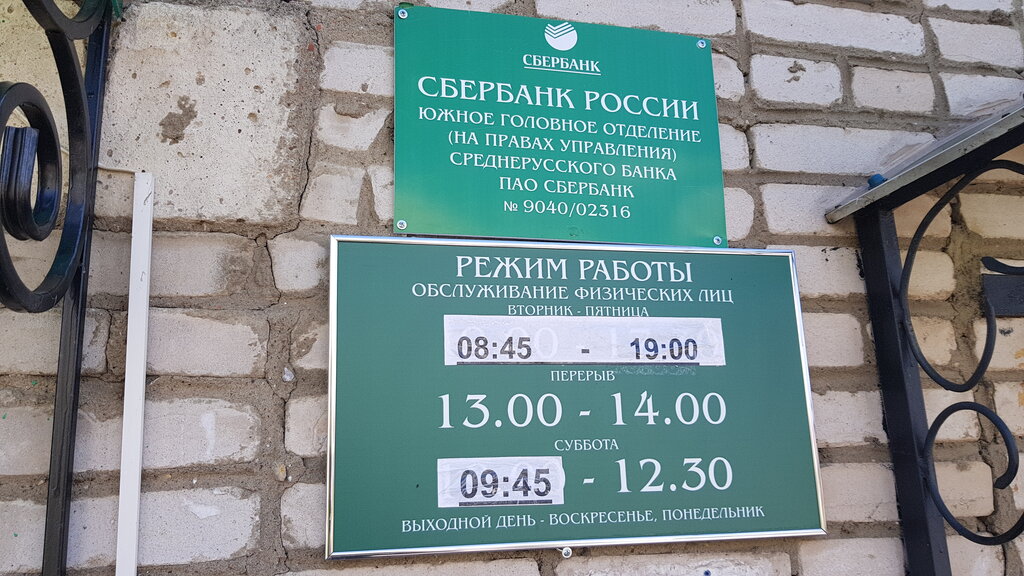 СБЕРБАНК
СБЕРБАНК РОССИИ
ЮЖНОЕ ГОЛОВНОЕ ОТДЕЛЕНИЕ
(НА ПРАВАХ УПРАВЛЕНИЯ)
СРЕДНЕРУССКОГО БАНКА
ПАО СБЕРБАНК
№ 9040/02316
РЕЖИМ РАБОТЫ
ОБСЛУЖИВАНИЕ ФИЗИЧЕСКИХ ЛИЦ
ВТОРНИК - ПЯТНИЦА
08:45 - 19:00
ПЕРЕРЫВ
13.00 - 14.00
СУББОТА
09:45 - 12.30
ВЫХОДНОЙ ДЕНЬ - ВОСКРЕСЕНЬЕ, ПОНЕДЕЛЬНИК